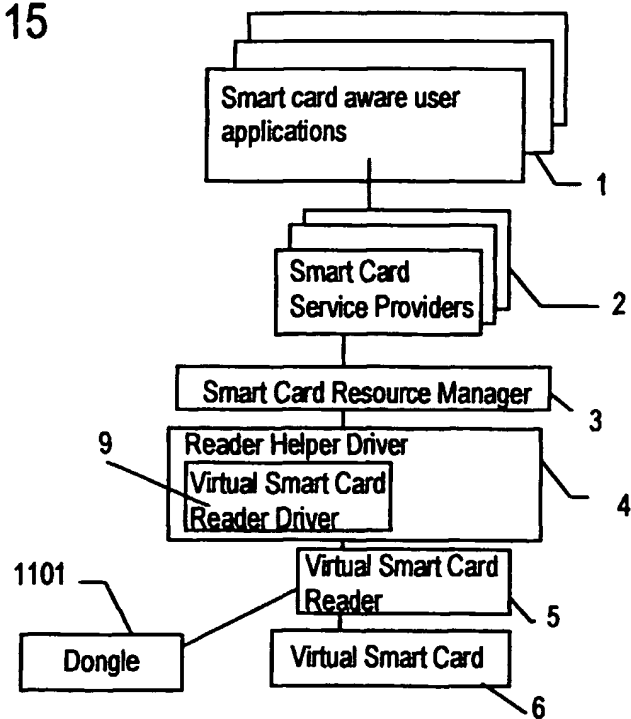 15
Smart card aware user
applications
1
Smart Card
Service Providers
2
Smart Card Resource Manager
3
9
Reader Helper Driver
Virtual Smart Card
Reader Driver
4
1101
Virtual Smart Card
Reader
5
Dongle
Virtual Smart Card
6